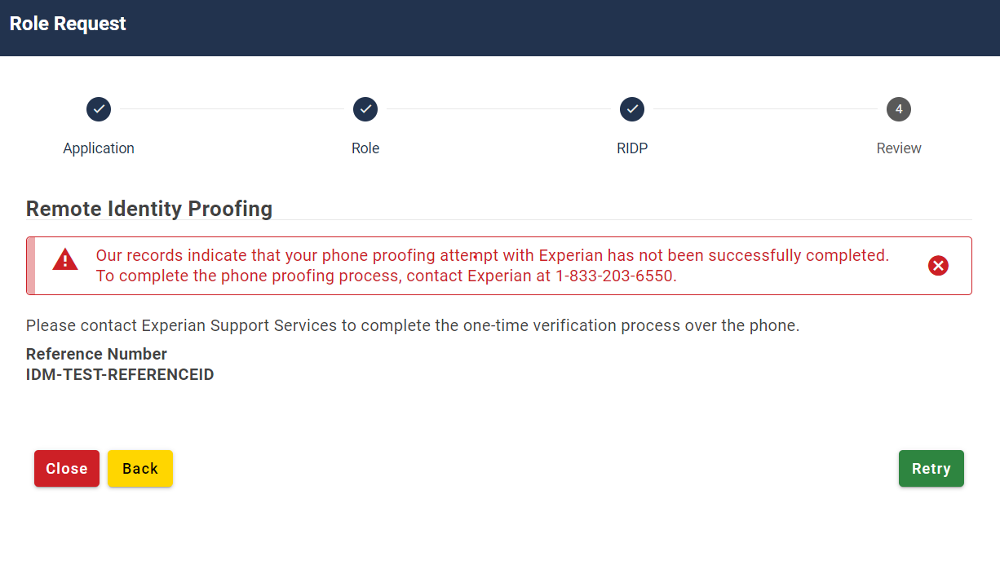 Role Request
4
Application
Role
RIDP
Review
Remote Identity Proofing
Our records indicate that your phone proofing attempt with Experian has not been successfully completed.
To complete the phone proofing process, contact Experian at 1-833-203-6550.
Please contact Experian Support Services to complete the one-time verification process over the phone.
Reference Number
IDM-TEST-REFERENCEID
Close
Back
Retry